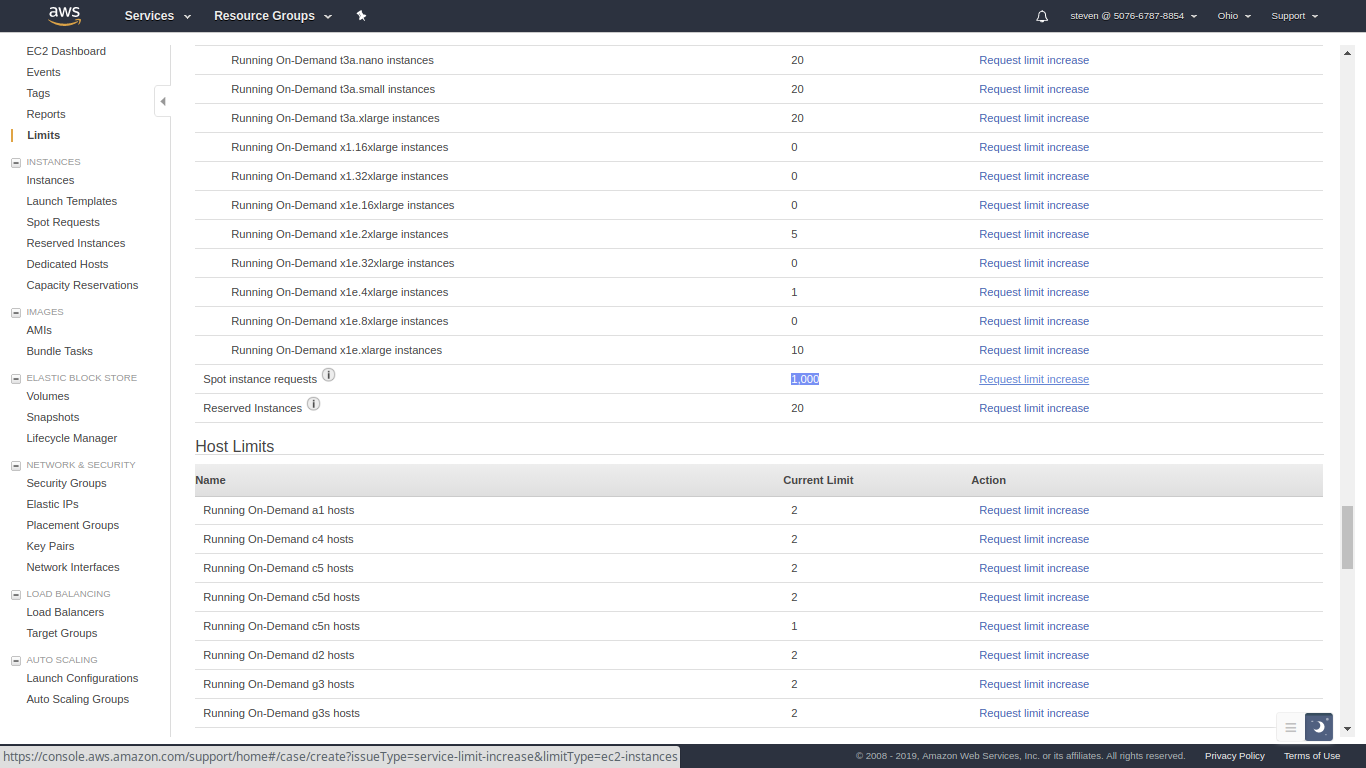 aws Services Resource Groups steven @ 5076-6787-8854 Ohio Support
EC2 Dashboard
Events
Tags
Reports
Limits
INSTANCES
Instances
Launch Templates
Spot Requests
Reserved Instances
Dedicated Hosts
Capacity Reservations
IMAGES
AMIs
Bundle Tasks
ELASTIC BLOCK STORE
Volumes
Snapshots
Lifecycle Manager
NETWORK & SECURITY
Security Groups
Elastic IPs
Placement Groups
Key Pairs
Network Interfaces
LOAD BALANCING
Load Balancers
Target Groups
AUTO SCALING
Launch Configurations
Auto Scaling Groups
Running On-Demand t3a.nano instances 20 Request limit increase
Running On-Demand t3a.small instances 20 Request limit increase
Running On-Demand t3a.xlarge instances 20 Request limit increase
Running On-Demand x1.16xlarge instances 0 Request limit increase
Running On-Demand x1.32xlarge instances 0 Request limit increase
Running On-Demand x1e.16xlarge instances 0 Request limit increase
Running On-Demand x1e.2xlarge instances 5 Request limit increase
Running On-Demand x1e.32xlarge instances 0 Request limit increase
Running On-Demand x1e.4xlarge instances 1 Request limit increase
Running On-Demand x1e.8xlarge instances 0 Request limit increase
Running On-Demand x1e.xlarge instances 10 Request limit increase
Spot instance requests i 1,000 Request limit increase
Reserved Instances i 20 Request limit increase
Host Limits
Name Current Limit Action
Running On-Demand a1 hosts 2 Request limit increase
Running On-Demand c4 hosts 2 Request limit increase
Running On-Demand c5 hosts 2 Request limit increase
Running On-Demand c5d hosts 2 Request limit increase
Running On-Demand c5n hosts 1 Request limit increase
Running On-Demand d2 hosts 2 Request limit increase
Running On-Demand g3 hosts 2 Request limit increase
Running On-Demand g3s hosts 2 Request limit increase
https://console.aws.amazon.com/support/home#/case/create?issueType=service-limit-increase&limitType=ec2-instances
© 2008 - 2019, Amazon Web Services, Inc. or its affiliates. All rights reserved. Privacy Policy Terms of Use